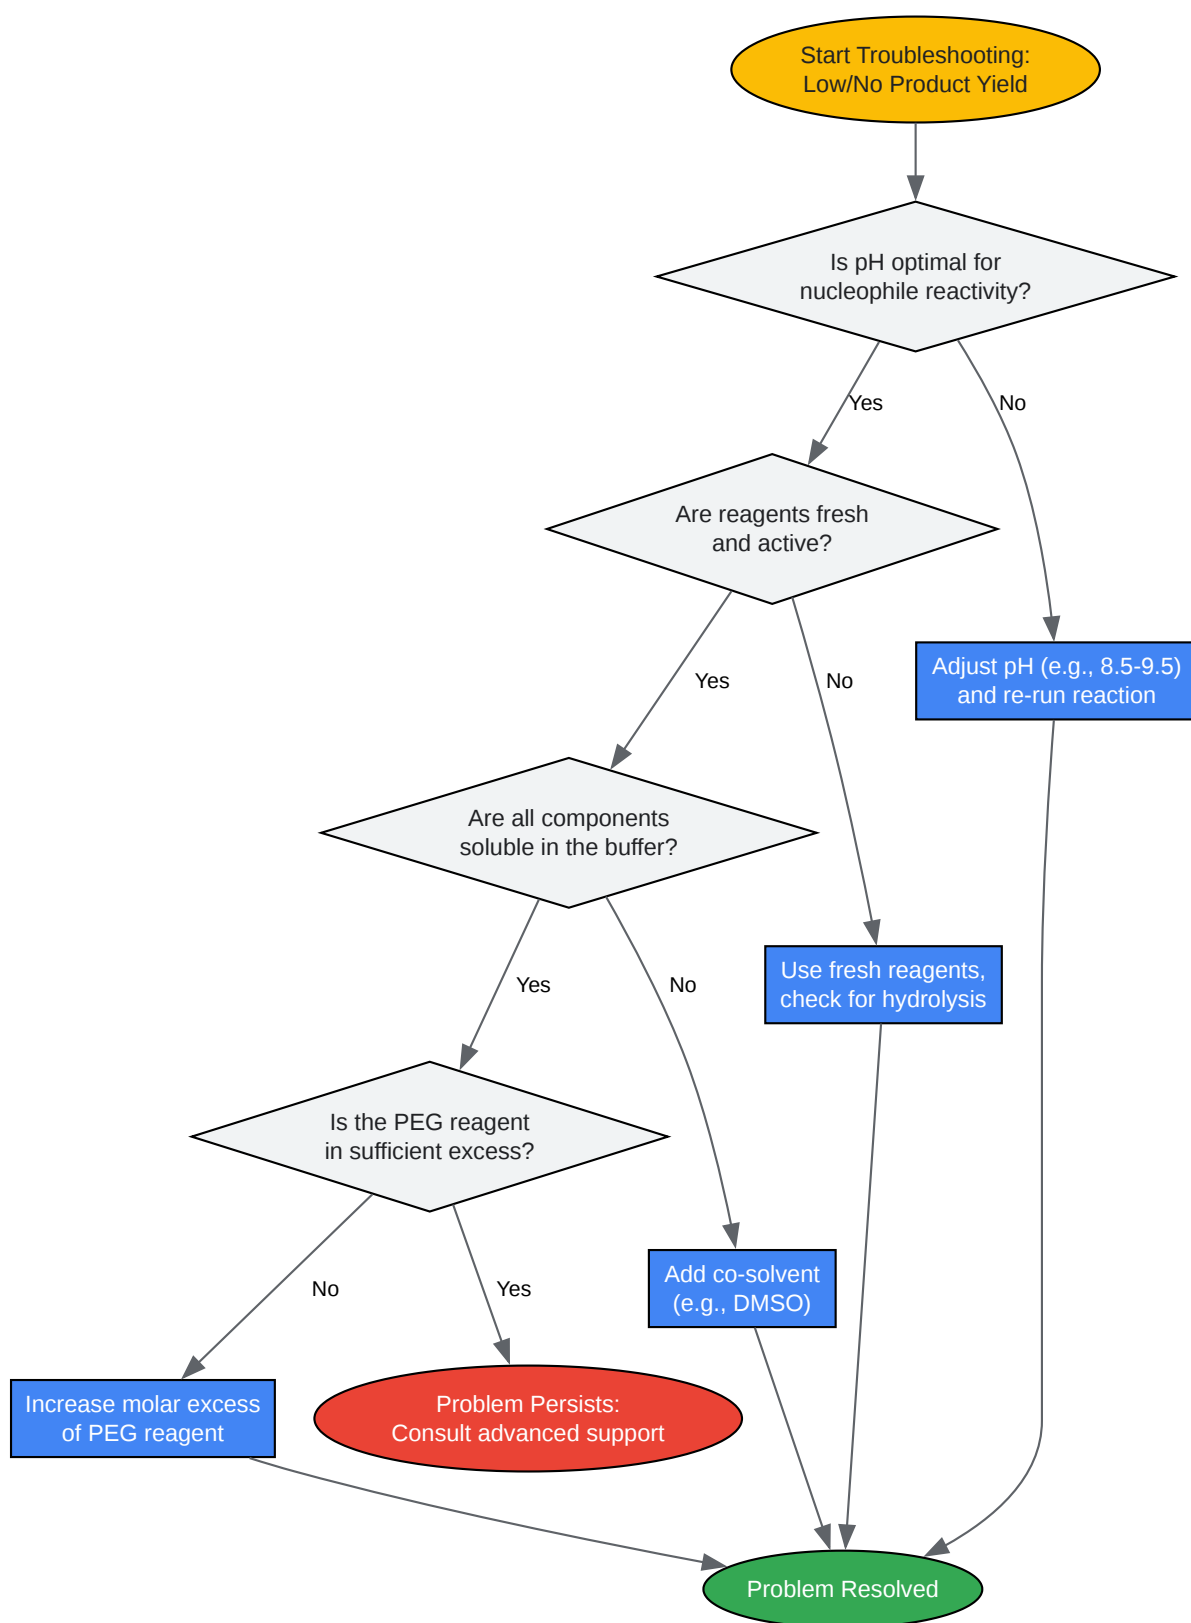 Start Troubleshooting:
Low/No Product Yield
Is pH optimal for
nucleophile reactivity?
Yes
No
Are reagents fresh
and active?
Yes
No
Adjust pH (e.g., 8.5-9.5)
and re-run reaction
Are all components
soluble in the buffer?
Yes
No
Use fresh reagents,
check for hydrolysis
Is the PEG reagent
in sufficient excess?
No
Yes
Add co-solvent
(e.g., DMSO)
Increase molar excess
of PEG reagent
Problem Persists:
Consult advanced support
Problem Resolved